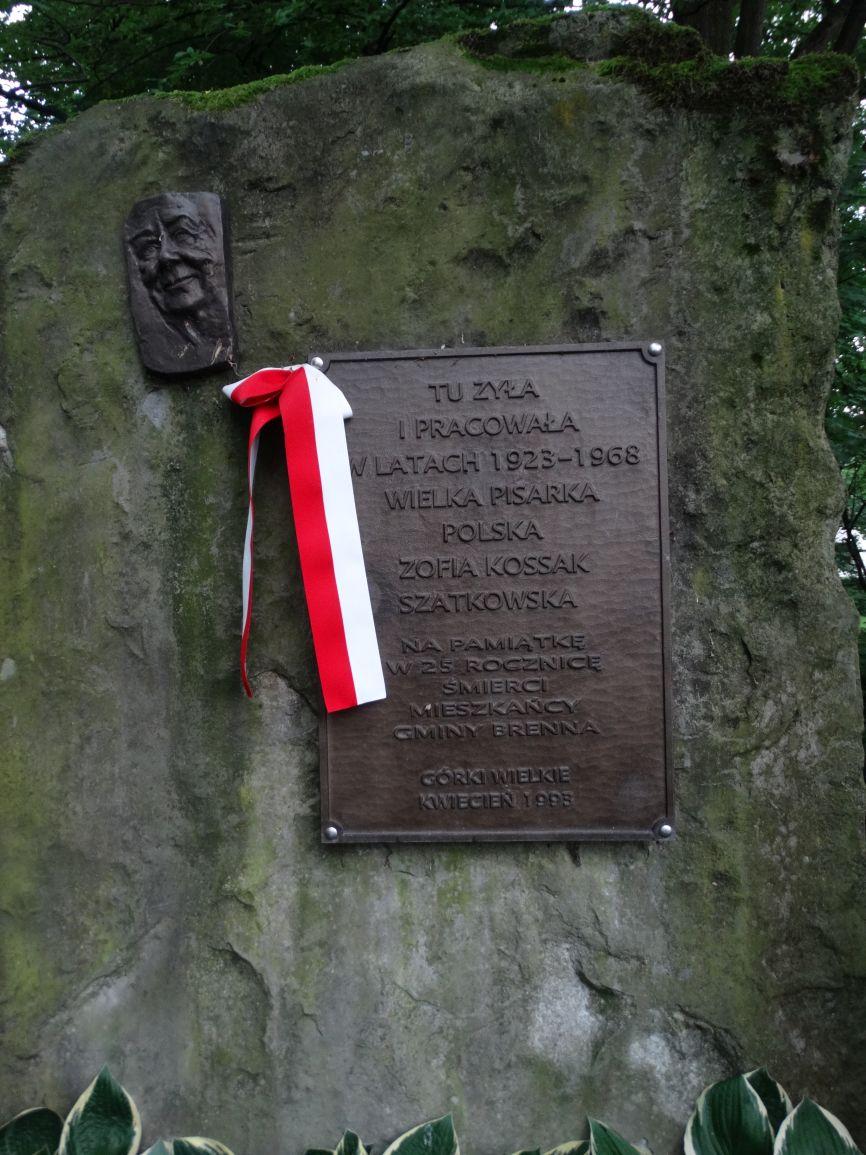 TU ŻYŁA
I PRACOWAŁA
W LATACH 1923-1968
WIELKA PISARKA
POLSKA
ZOFIA KOSSAK
SZATKOWSKA
NA PAMIĄTKĘ
W 25 ROCZNICĘ
ŚMIERCI
MIESZKAŃCY
GMINY BRENNA
GÓRKI WIELKIE
KWIECIEŃ 1993